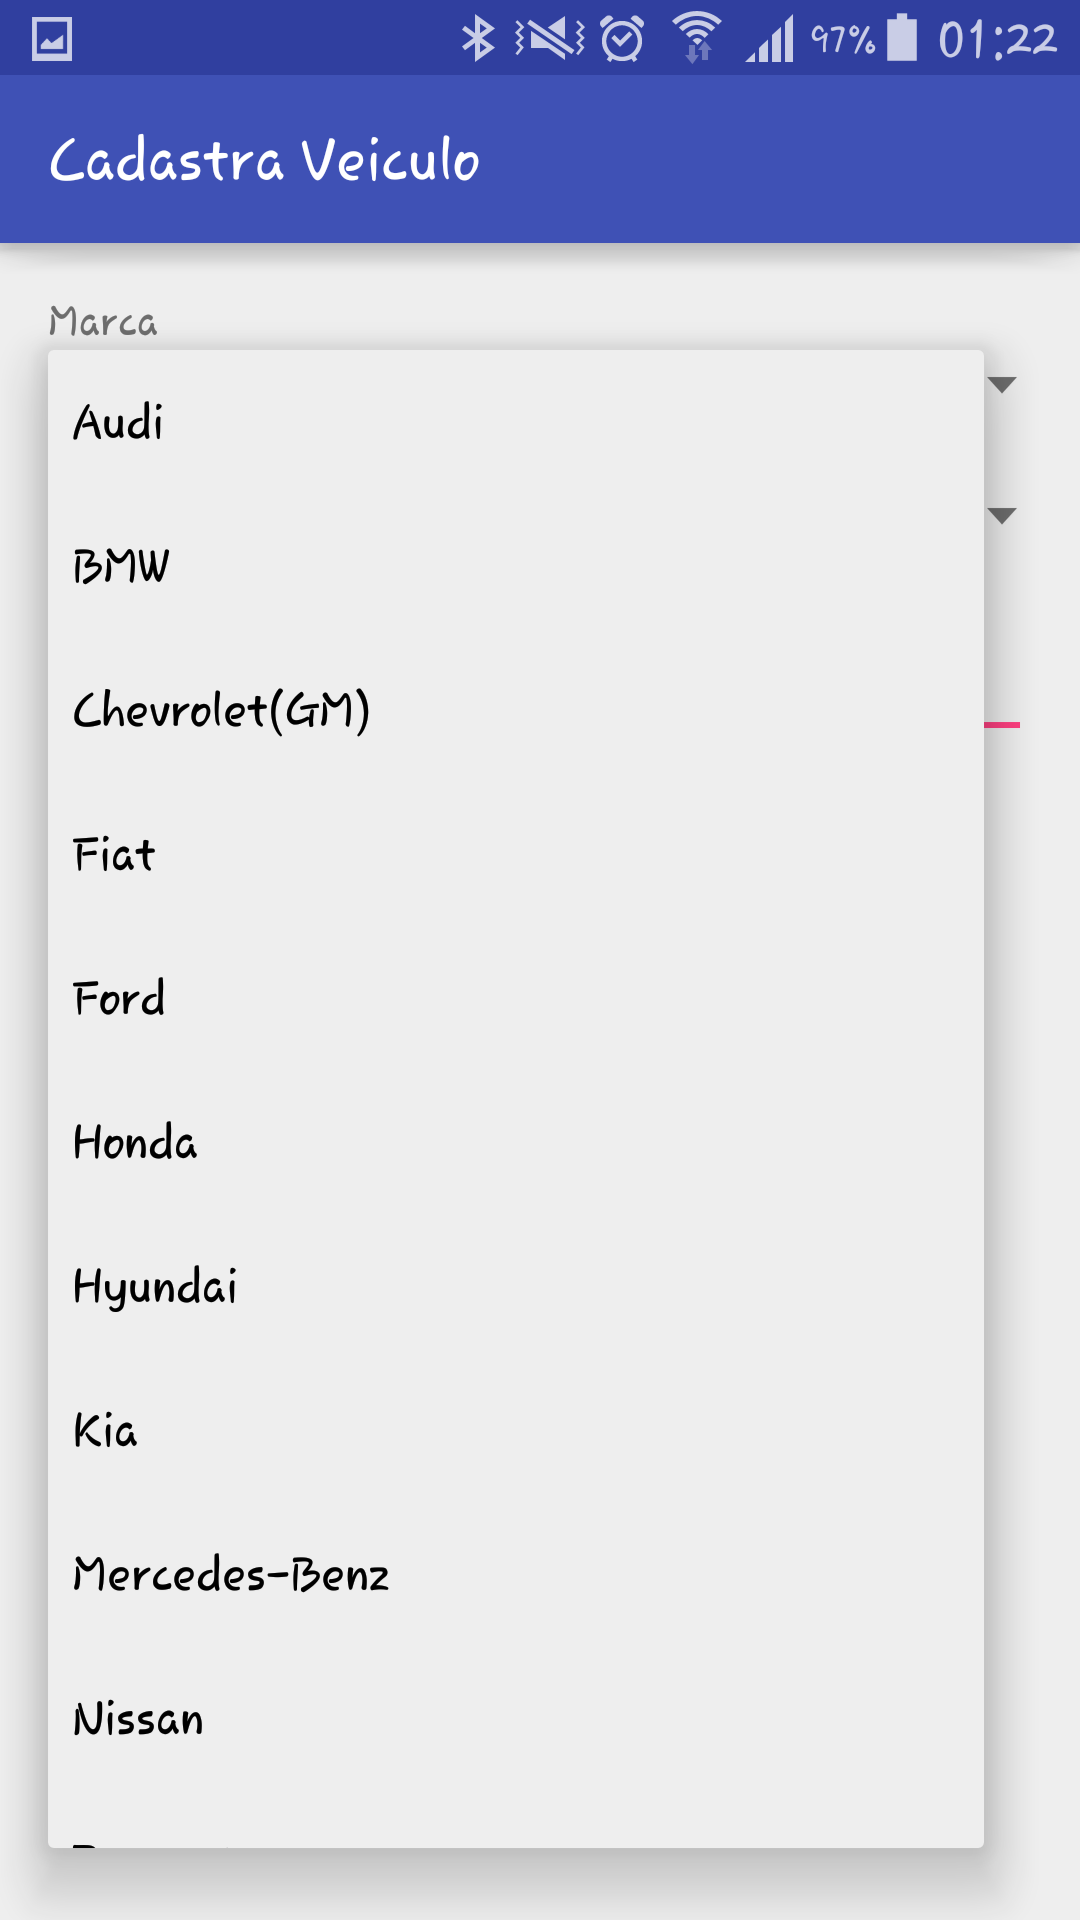 97% 01:22
Cadastra Veiculo
Marca
Audi
BMW
Chevrolet(GM)
Fiat
Ford
Honda
Hyundai
Kia
Mercedes-Benz
Nissan